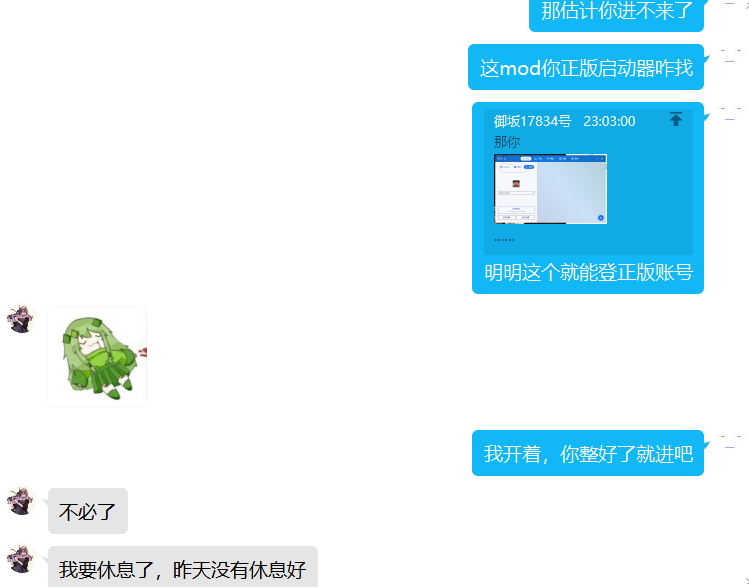 那估计你进不来了
这mod你正版启动器咋找
御坂17834号 23:03:00
那你
......
明明这个就能登正版账号
我开着，你整好了就进吧
不必了
我要休息了，昨天没有休息好